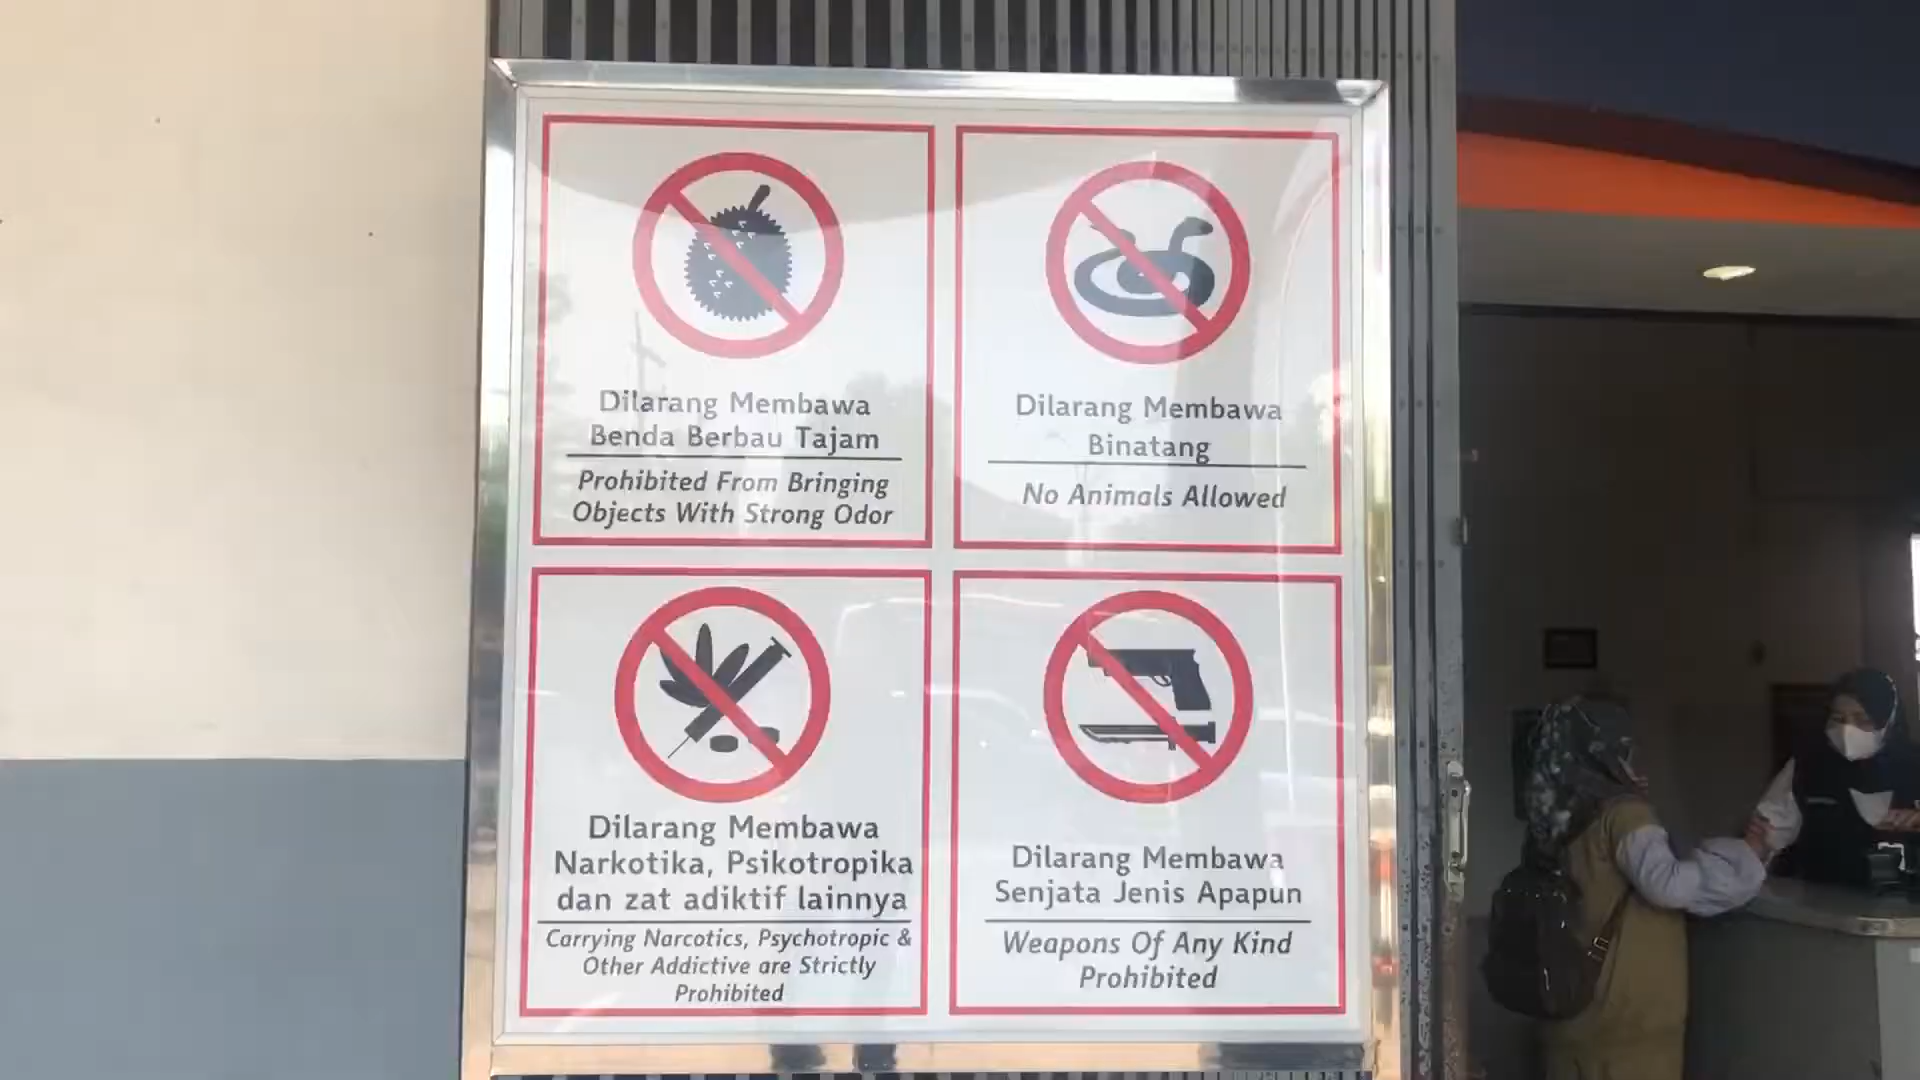 Dilarang Membawa
Benda Berbau Tajam
Prohibited From Bringing
Objects With Strong Odor
Dilarang Membawa
Binatang
No Animals Allowed
Dilarang Membawa
Narkotika, Psikotropika
dan zat adiktif lainnya
Carrying Narcotics, Psychotropic &
Other Addictive are Strictly
Prohibited
Dilarang Membawa
Senjata Jenis Apapun
Weapons Of Any Kind
Prohibited